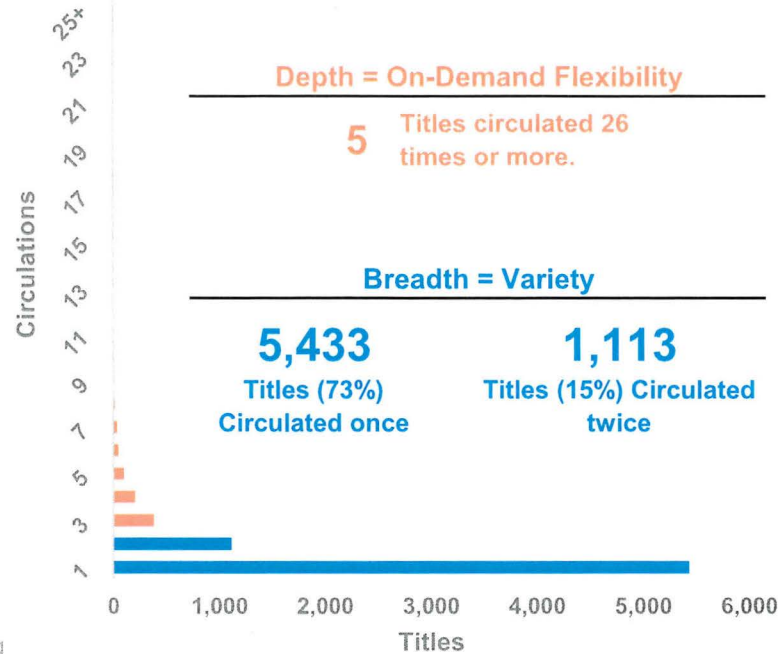 25+
23
Depth = On-Demand Flexibility
21
5
Titles circulated 26
times or more.
19
17
Circulations
15
Breadth = Variety
13
11
5,433
1,113
Titles (73%)
Circulated once
Titles (15%) Circulated
twice
9
7
5
3
1
0
1,000
2,000
3,000
4,000
5,000
6,000
Titles